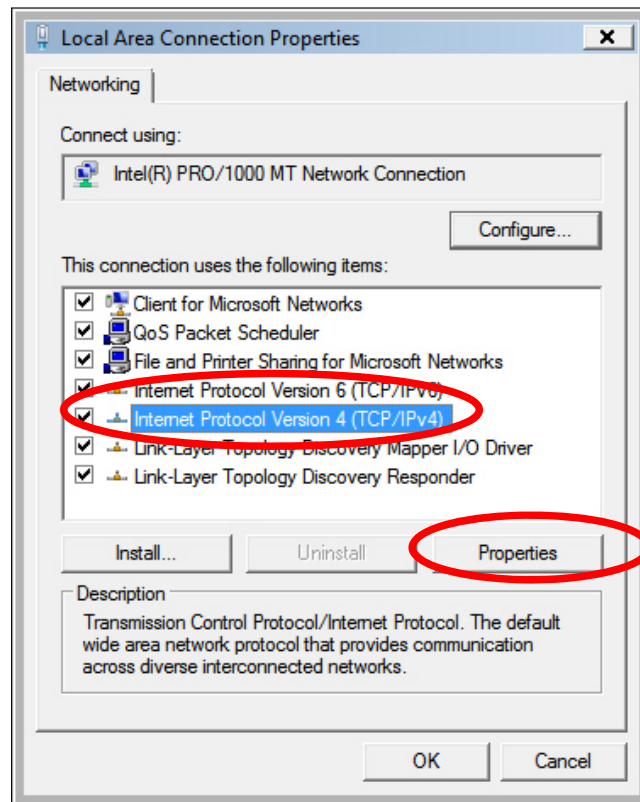 Local Area Connection Properties
Networking
Connect using:
Intel(R) PRO/1000 MT Network Connection
Configure...
This connection uses the following items:
Client for Microsoft Networks
QoS Packet Scheduler
File and Printer Sharing for Microsoft Networks
Internet Protocol Version 6 (TCP/IPv6)
Internet Protocol Version 4 (TCP/IPv4)
Link-Layer Topology Discovery Mapper I/O Driver
Link-Layer Topology Discovery Responder
Install...
Uninstall
Properties
Description
Transmission Control Protocol/Internet Protocol. The default
wide area network protocol that provides communication
across diverse interconnected networks.
OK
Cancel